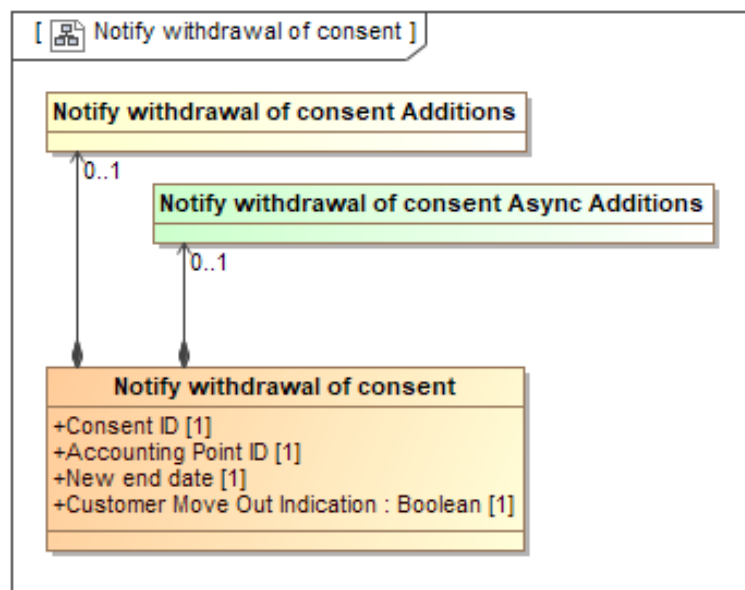 [ Notify withdrawal of consent ]
Notify withdrawal of consent Additions
0..1
Notify withdrawal of consent Async Additions
0..1
Notify withdrawal of consent
+Consent ID [1]
+Accounting Point ID [1]
+New end date [1]
+Customer Move Out Indication : Boolean [1]